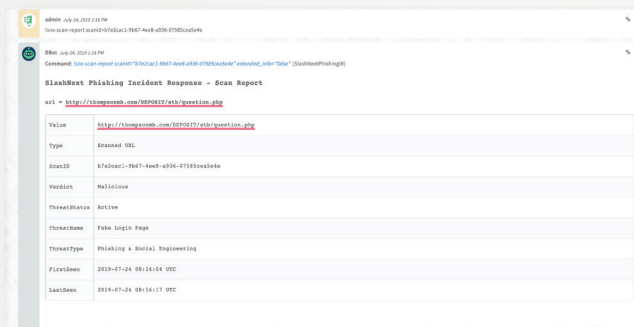 admin July 24, 2019 1:16 PM
!snx-scan-report scanid=b7e2cac1-9b67-4ee8-a936-07585cea5e4e
DBot July 24, 2019 1:16 PM
Command: !snx-scan-report scanid="b7e2cac1-9b67-4ee8-a936-07585cea5e4e" extended_info="false" (SlashNextPhishingIR)
SlashNext Phishing Incident Response - Scan Report
url = http://thompsonmb.com/DEPOSIT/stb/question.php
Value http://thompsonmb.com/DEPOSIT/stb/question.php
Type Scanned URL
ScanID b7e2cac1-9b67-4ee8-a936-07585cea5e4e
Verdict Malicious
ThreatStatus Active
ThreatName Fake Login Page
ThreatType Phishing & Social Engineering
FirstSeen 2019-07-24 08:16:04 UTC
LastSeen 2019-07-24 08:16:17 UTC